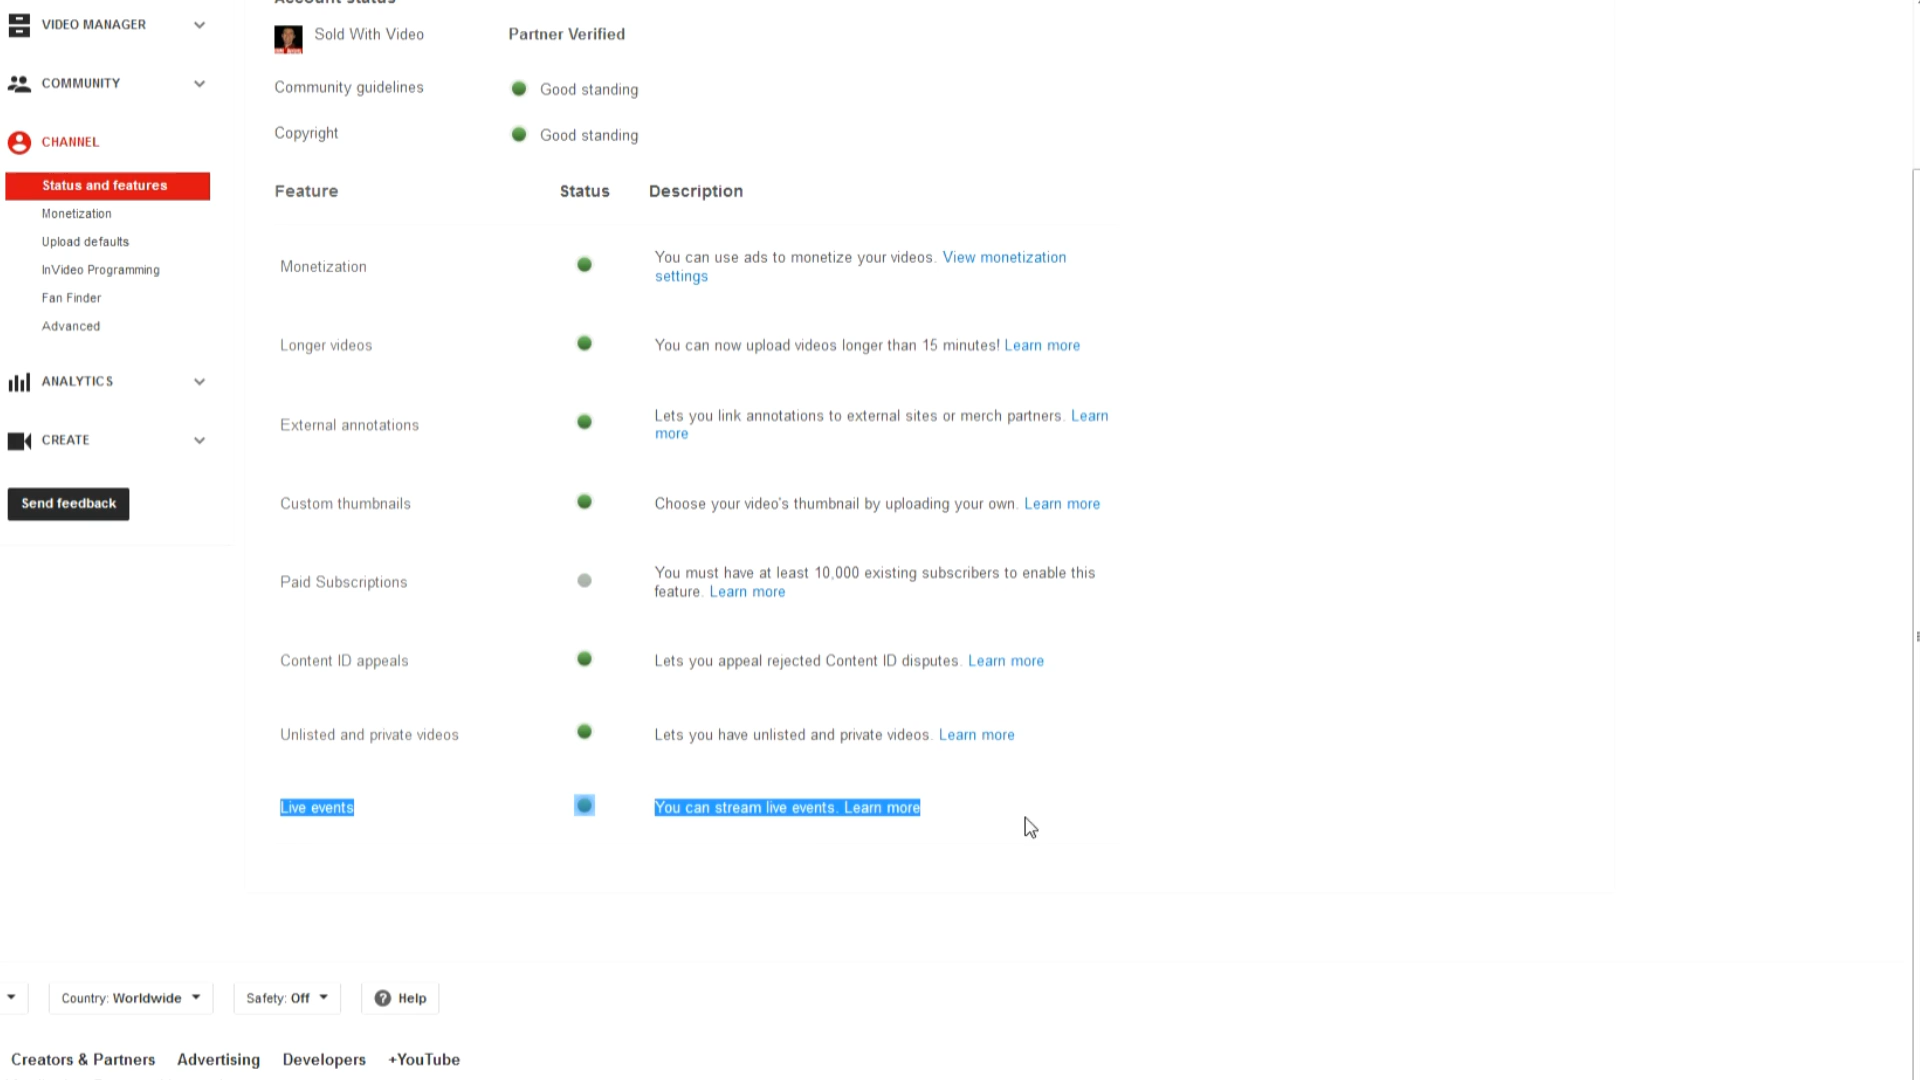 Account status
VIDEO MANAGER
Sold With Video Partner Verified
COMMUNITY
Community guidelines Good standing
Copyright Good standing
CHANNEL
Status and features
Monetization
Upload defaults
InVideo Programming
Fan Finder
Advanced
ANALYTICS
CREATE
Send feedback
Feature Status Description
Monetization You can use ads to monetize your videos. View monetization
settings
Longer videos You can now upload videos longer than 15 minutes! Learn more
External annotations Lets you link annotations to external sites or merch partners. Learn
more
Custom thumbnails Choose your video's thumbnail by uploading your own. Learn more
Paid Subscriptions You must have at least 10,000 existing subscribers to enable this
feature. Learn more
Content ID appeals Lets you appeal rejected Content ID disputes. Learn more
Unlisted and private videos Lets you have unlisted and private videos. Learn more
Live events You can stream live events. Learn more
Country: Worldwide Safety: Off Help
Creators & Partners Advertising Developers +YouTube